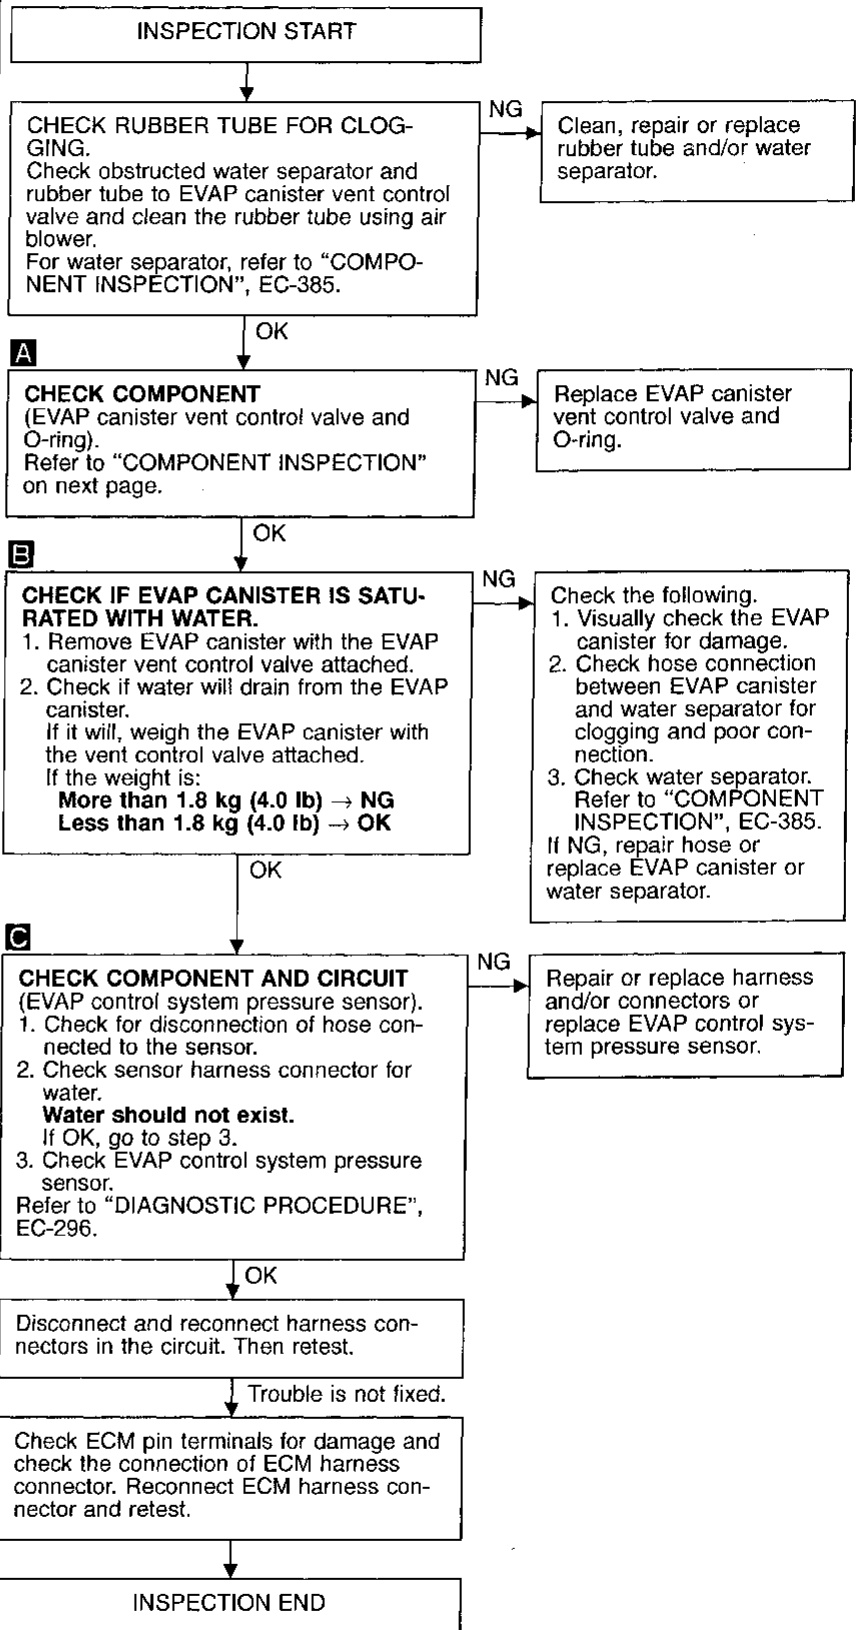 INSPECTION START
CHECK RUBBER TUBE FOR CLOG-
GING.
Check obstructed water separator and
rubber tube to EVAP canister vent control
valve and clean the rubber tube using air
blower.
For water separator, refer to “COMPO-
NENT INSPECTION”, EC-385.
NG
Clean, repair or replace
rubber tube and/or water
separator.
OK
A
CHECK COMPONENT
(EVAP canister vent control valve and
O-ring).
Refer to “COMPONENT INSPECTION”
on next page.
NG
Replace EVAP canister
vent control valve and
O-ring.
OK
B
CHECK IF EVAP CANISTER IS SATU-
RATED WITH WATER.
1. Remove EVAP canister with the EVAP
canister vent control valve attached.
2. Check if water will drain from the EVAP
canister.
If it will, weigh the EVAP canister with
the vent control valve attached.
If the weight is:
More than 1.8 kg (4.0 lb) → NG
Less than 1.8 kg (4.0 lb) → OK
NG
Check the following.
1. Visually check the EVAP
canister for damage.
2. Check hose connection
between EVAP canister
and water separator for
clogging and poor con-
nection.
3. Check water separator.
Refer to “COMPONENT
INSPECTION”, EC-385.
If NG, repair hose or
replace EVAP canister or
water separator.
OK
C
CHECK COMPONENT AND CIRCUIT
(EVAP control system pressure sensor).
1. Check for disconnection of hose con-
nected to the sensor.
2. Check sensor harness connector for
water.
Water should not exist.
If OK, go to step 3.
3. Check EVAP control system pressure
sensor.
Refer to “DIAGNOSTIC PROCEDURE”,
EC-296.
NG
Repair or replace harness
and/or connectors or
replace EVAP control sys-
tem pressure sensor.
OK
Disconnect and reconnect harness con-
nectors in the circuit. Then retest.
Trouble is not fixed.
Check ECM pin terminals for damage and
check the connection of ECM harness
connector. Reconnect ECM harness con-
nector and retest.
INSPECTION END